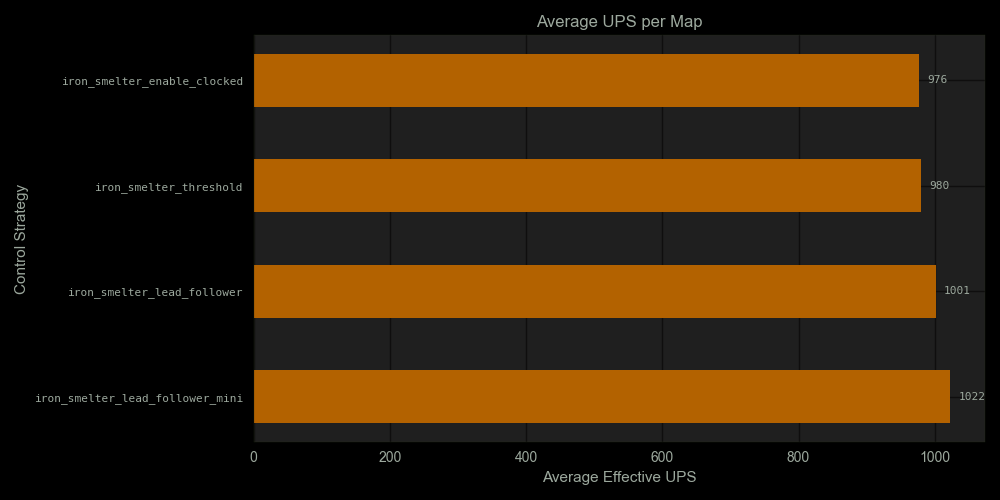 Average UPS per Map
Control Strategy
iron_smelter_enable_clocked
976
iron_smelter_threshold
980
iron_smelter_lead_follower
1001
iron_smelter_lead_follower_mini
1022
0 200 400 600 800 1000
Average Effective UPS